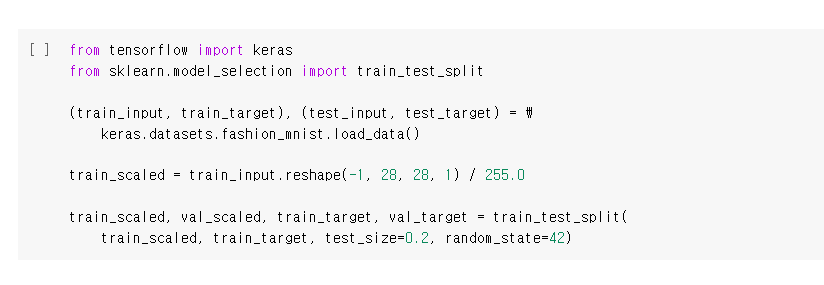 [ ] from tensorflow import keras
from sklearn.model_selection import train_test_split
(train_input, train_target), (test_input, test_target) = ₩
keras.datasets.fashion_mnist.load_data()
train_scaled = train_input.reshape(-1, 28, 28, 1) / 255.0
train_scaled, val_scaled, train_target, val_target = train_test_split(
train_scaled, train_target, test_size=0.2, random_state=42)